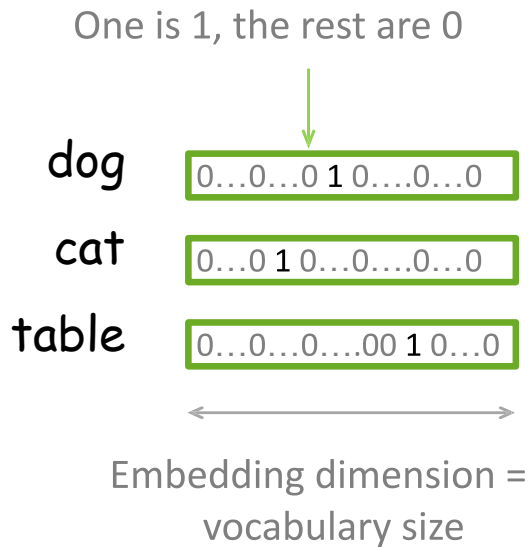 One is 1, the rest are 0
dog 0…0…0 1 0….0…0
cat 0…0 1 0…0….0…0
table 0…0…0….00 1 0…0
Embedding dimension =
vocabulary size